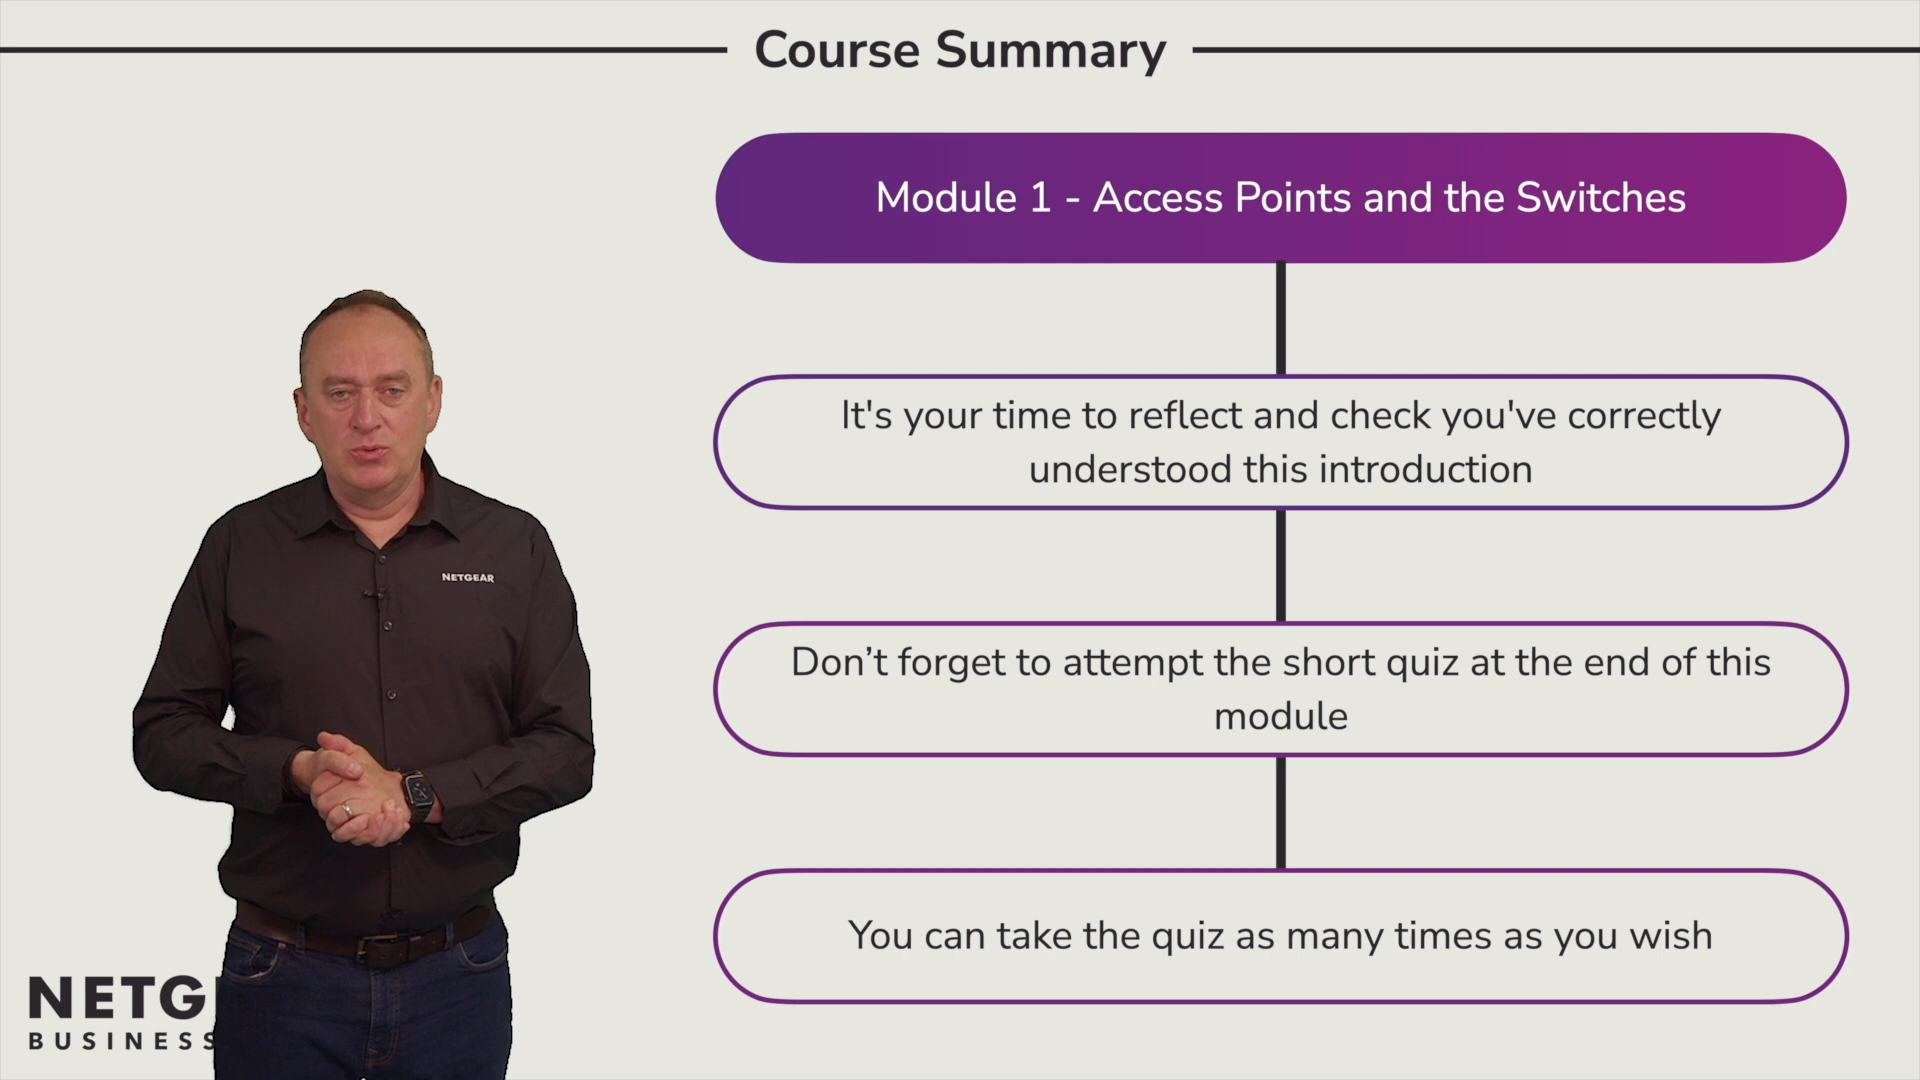 Course Summary
Module 1 - Access Points and the Switches
It's your time to reflect and check you've correctly
understood this introduction
Don’t forget to attempt the short quiz at the end of this
module
You can take the quiz as many times as you wish
NETGEAR
NETG
BUSINESS